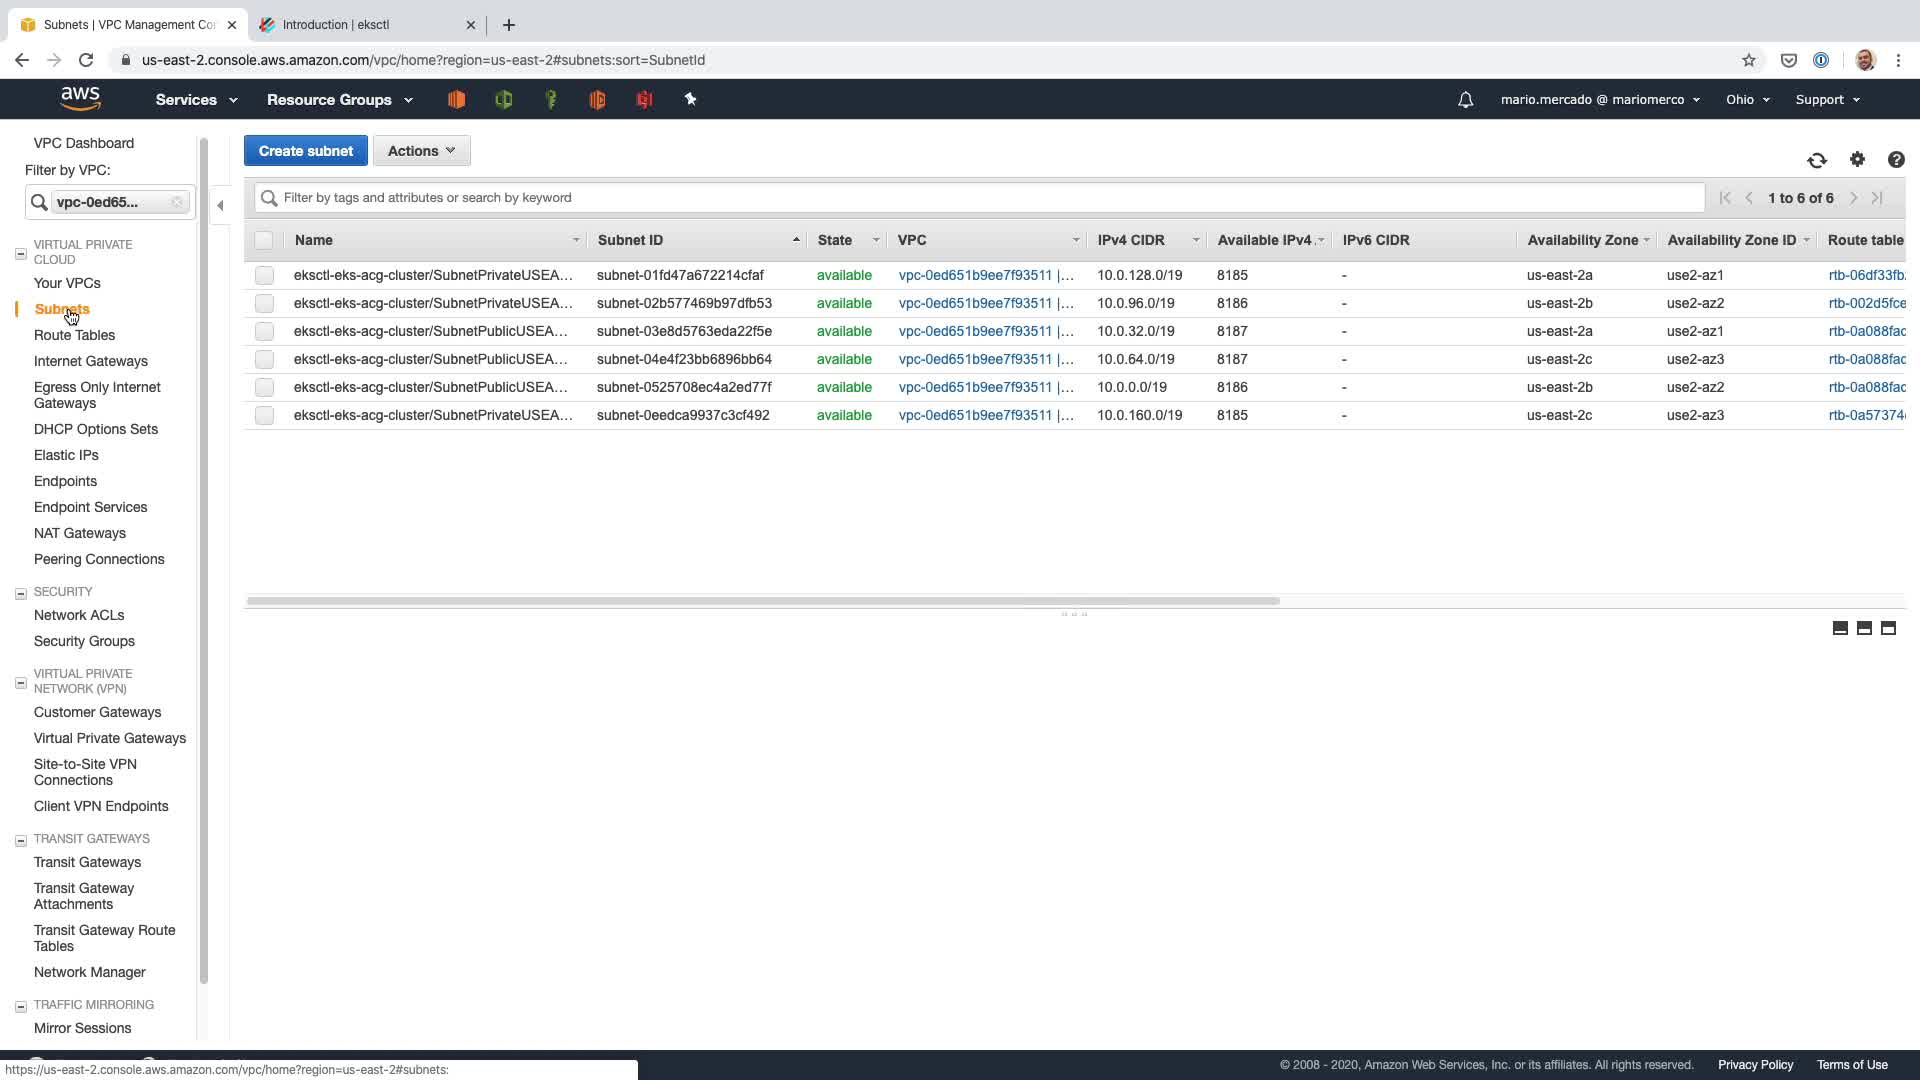 Subnets | VPC Management Con
Introduction | eksctl
us-east-2.console.aws.amazon.com/vpc/home?region=us-east-2#subnets:sort=SubnetId
aws
Services
Resource Groups
mario.mercado @ mariomerco
Ohio
Support
VPC Dashboard
Filter by VPC:
vpc-0ed65...
VIRTUAL PRIVATE
CLOUD
Your VPCs
Subnets
Route Tables
Internet Gateways
Egress Only Internet
Gateways
DHCP Options Sets
Elastic IPs
Endpoints
Endpoint Services
NAT Gateways
Peering Connections
SECURITY
Network ACLs
Security Groups
VIRTUAL PRIVATE
NETWORK (VPN)
Customer Gateways
Virtual Private Gateways
Site-to-Site VPN
Connections
Client VPN Endpoints
TRANSIT GATEWAYS
Transit Gateways
Transit Gateway
Attachments
Transit Gateway Route
Tables
Network Manager
TRAFFIC MIRRORING
Mirror Sessions
Create subnet
Actions
Filter by tags and attributes or search by keyword
1 to 6 of 6
Name Subnet ID State VPC IPv4 CIDR Available IPv4 IPv6 CIDR Availability Zone Availability Zone ID Route table
eksctl-eks-acg-cluster/SubnetPrivateUSEA... subnet-01fd47a672214cfaf available vpc-0ed651b9ee7f93511 |... 10.0.128.0/19 8185 - us-east-2a use2-az1 rtb-06df33fb
eksctl-eks-acg-cluster/SubnetPrivateUSEA... subnet-02b577469b97dfb53 available vpc-0ed651b9ee7f93511 |... 10.0.96.0/19 8186 - us-east-2b use2-az2 rtb-002d5fce
eksctl-eks-acg-cluster/SubnetPublicUSEA... subnet-03e8d5763eda22f5e available vpc-0ed651b9ee7f93511 |... 10.0.32.0/19 8187 - us-east-2a use2-az1 rtb-0a088fac
eksctl-eks-acg-cluster/SubnetPublicUSEA... subnet-04e4f23bb6896bb64 available vpc-0ed651b9ee7f93511 |... 10.0.64.0/19 8187 - us-east-2c use2-az3 rtb-0a088fac
eksctl-eks-acg-cluster/SubnetPublicUSEA... subnet-0525708ec4a2ed77f available vpc-0ed651b9ee7f93511 |... 10.0.0.0/19 8186 - us-east-2b use2-az2 rtb-0a088fac
eksctl-eks-acg-cluster/SubnetPrivateUSEA... subnet-0eedca9937c3cf492 available vpc-0ed651b9ee7f93511 |... 10.0.160.0/19 8185 - us-east-2c use2-az3 rtb-0a57374
© 2008 - 2020, Amazon Web Services, Inc. or its affiliates. All rights reserved. Privacy Policy Terms of Use
https://us-east-2.console.aws.amazon.com/vpc/home?region=us-east-2#subnets: